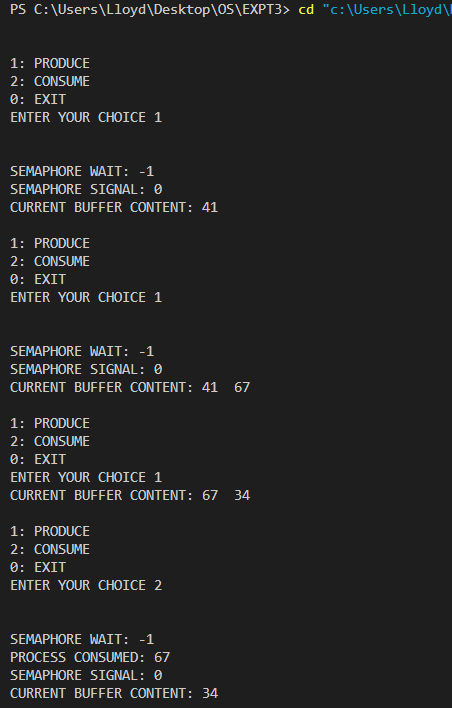 PS C:\Users\Lloyd\Desktop\OS\EXPT3> cd "c:\Users\Lloyd\
1: PRODUCE
2: CONSUME
0: EXIT
ENTER YOUR CHOICE 1
SEMAPHORE WAIT: -1
SEMAPHORE SIGNAL: 0
CURRENT BUFFER CONTENT: 41
1: PRODUCE
2: CONSUME
0: EXIT
ENTER YOUR CHOICE 1
SEMAPHORE WAIT: -1
SEMAPHORE SIGNAL: 0
CURRENT BUFFER CONTENT: 41  67
1: PRODUCE
2: CONSUME
0: EXIT
ENTER YOUR CHOICE 1
CURRENT BUFFER CONTENT: 67  34
1: PRODUCE
2: CONSUME
0: EXIT
ENTER YOUR CHOICE 2
SEMAPHORE WAIT: -1
PROCESS CONSUMED: 67
SEMAPHORE SIGNAL: 0
CURRENT BUFFER CONTENT: 34